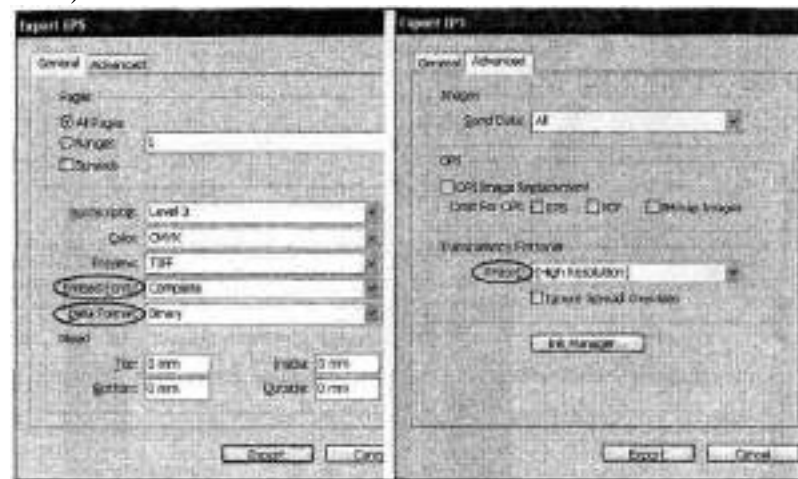 Export EPS
General Advanced
Pages
All Pages
Ranges: 1
Spreads
PostScript: Level 3
Color: CMYK
Preview: TIFF
Embed Fonts: Complete
Data Format: Binary
Bleed
Top: 0 mm
Inside: 0 mm
Bottom: 0 mm
Outside: 0 mm
Export
Canc
Export EPS
General Advanced
Images
Send Data: All
OPI
OPI Image Replacement
Omit For OPI: EPS PDF Bitmap Images
Transparency Flattener
Preset: [High Resolution]
Ignore Spread Overrides
Ink Manager...
Export
Cancel